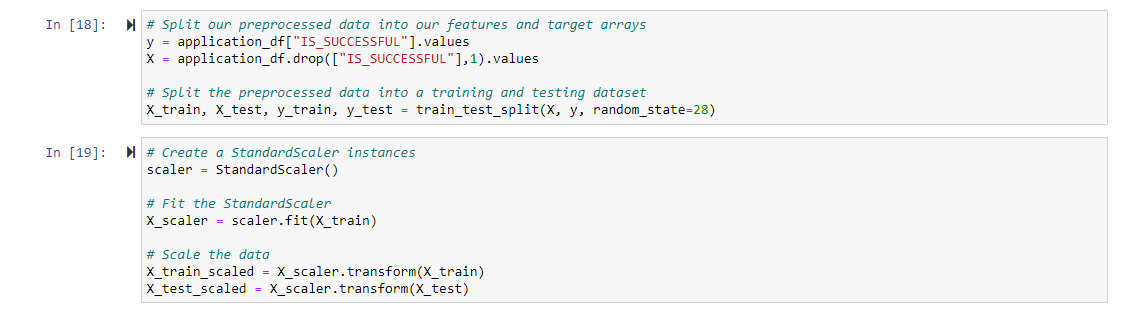 In [18]:
# Split our preprocessed data into our features and target arrays
y = application_df["IS_SUCCESSFUL"].values
X = application_df.drop(["IS_SUCCESSFUL"],1).values

# Split the preprocessed data into a training and testing dataset
X_train, X_test, y_train, y_test = train_test_split(X, y, random_state=28)

In [19]:
# Create a StandardScaler instances
scaler = StandardScaler()

# Fit the StandardScaler
X_scaler = scaler.fit(X_train)

# Scale the data
X_train_scaled = X_scaler.transform(X_train)
X_test_scaled = X_scaler.transform(X_test)